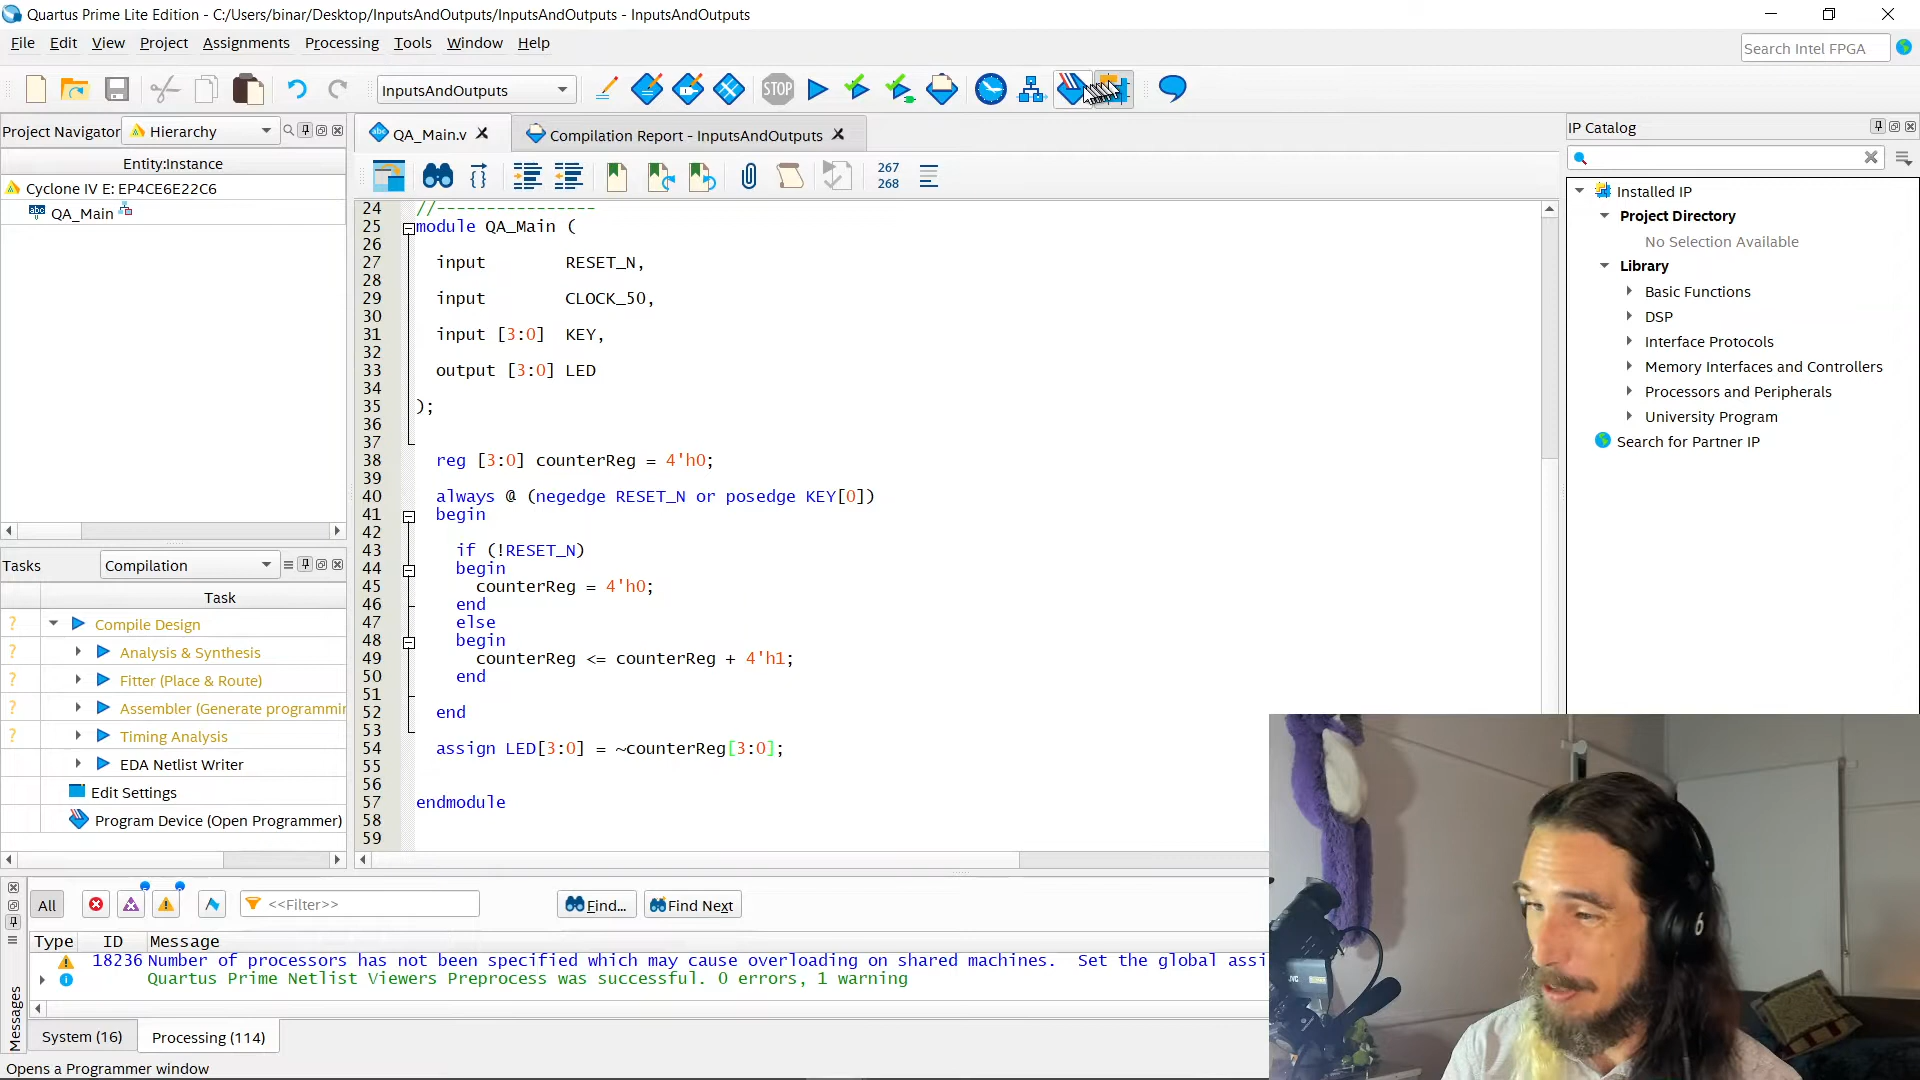 Quartus Prime Lite Edition - C:/Users/binar/Desktop/InputsAndOutputs/InputsAndOutputs - InputsAndOutputs
File Edit View Project Assignments Processing Tools Window Help
Search Intel FPGA
InputsAndOutputs
STOP
Project Navigator
Hierarchy
Entity:Instance
Cyclone IV E: EP4CE6E22C6
abc QA_Main
Tasks
Compilation
Task
? Compile Design
? Analysis & Synthesis
? Fitter (Place & Route)
? Assembler (Generate programmin
? Timing Analysis
EDA Netlist Writer
Edit Settings
Program Device (Open Programmer)
abc QA_Main.v
Compilation Report - InputsAndOutputs
267
268
24 //----------------
25 module QA_Main (
26
27 input RESET_N,
28
29 input CLOCK_50,
30
31 input [3:0] KEY,
32
33 output [3:0] LED
34
35 );
36
37
38 reg [3:0] counterReg = 4'h0;
39
40 always @ (negedge RESET_N or posedge KEY[0])
41 begin
42
43 if (!RESET_N)
44 begin
45 counterReg = 4'h0;
46 end
47 else
48 begin
49 counterReg <= counterReg + 4'h1;
50 end
51
52 end
53
54 assign LED[3:0] = ~counterReg[3:0];
55
56
57 endmodule
58
59
IP Catalog
Installed IP
Project Directory
No Selection Available
Library
Basic Functions
DSP
Interface Protocols
Memory Interfaces and Controllers
Processors and Peripherals
University Program
Search for Partner IP
Messages
All
<<Filter>>
Find...
Find Next
Type ID Message
18236 Number of processors has not been specified which may cause overloading on shared machines.  Set the global assi
Quartus Prime Netlist Viewers Preprocess was successful. 0 errors, 1 warning
System (16)
Processing (114)
Opens a Programmer window
JVC